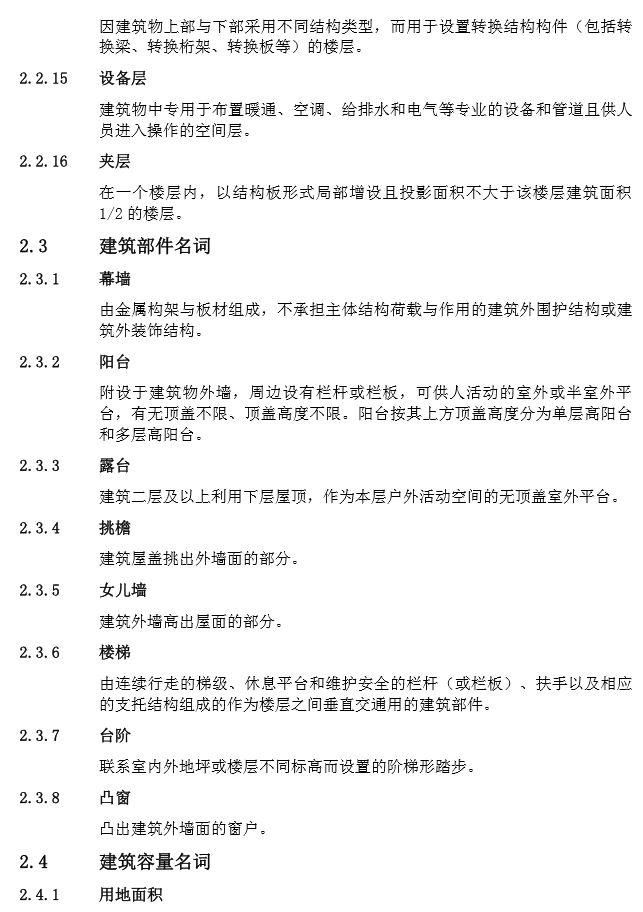 因建筑物上部与下部采用不同结构类型，而用于设置转换结构构件（包括转
换梁、转换桁架、转换板等）的楼层。
2.2.15 设备层
建筑物中专用于布置暖通、空调、给排水和电气等专业的设备和管道且供人
员进入操作的空间层。
2.2.16 夹层
在一个楼层内，以结构板形式局部增设且投影面积不大于该楼层建筑面积
1/2 的楼层。
2.3 建筑部件名词
2.3.1 幕墙
由金属构架与板材组成，不承担主体结构荷载与作用的建筑外围护结构或建
筑外装饰结构。
2.3.2 阳台
附设于建筑物外墙，周边设有栏杆或栏板，可供人活动的室外或半室外平
台，有无顶盖不限、顶盖高度不限。阳台按其上方顶盖高度分为单层高阳台
和多层高阳台。
2.3.3 露台
建筑二层及以上利用下层屋顶，作为本层户外活动空间的无顶盖室外平台。
2.3.4 挑檐
建筑屋盖挑出外墙面的部分。
2.3.5 女儿墙
建筑外墙高出屋面的部分。
2.3.6 楼梯
由连续行走的梯级、休息平台和维护安全的栏杆（或栏板）、扶手以及相应
的支托结构组成的作为楼层之间垂直交通用的建筑部件。
2.3.7 台阶
联系室内外地坪或楼层不同标高而设置的阶梯形踏步。
2.3.8 凸窗
凸出建筑外墙面的窗户。
2.4 建筑容量名词
2.4.1 用地面积